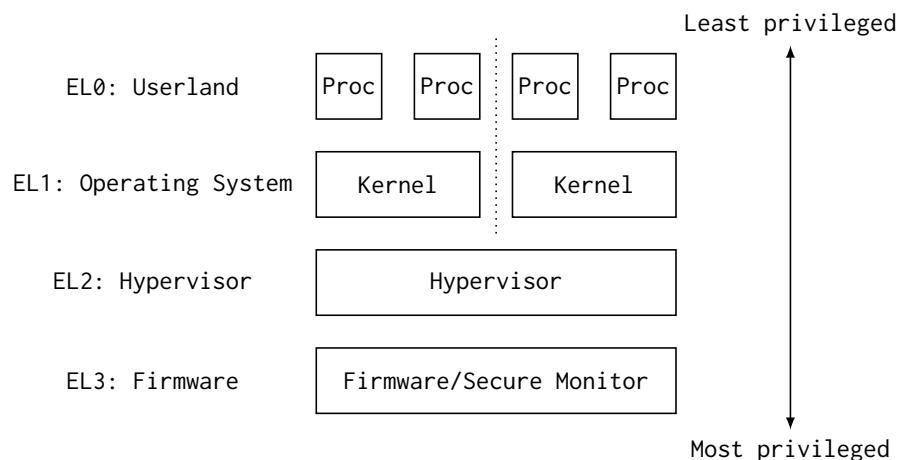 Least privileged
EL0: Userland Proc Proc Proc Proc
EL1: Operating System Kernel Kernel
EL2: Hypervisor Hypervisor
EL3: Firmware Firmware/Secure Monitor
Most privileged